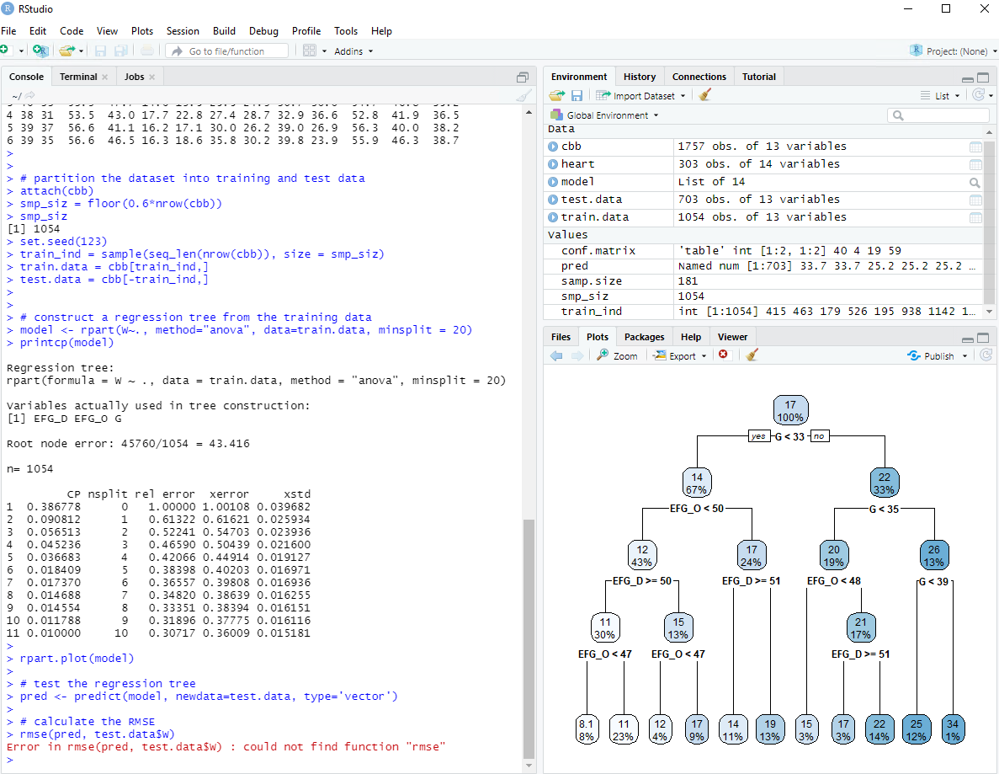 RStudio
File Edit Code View Plots Session Build Debug Profile Tools Help
Go to file/function Addins Project: (None)
Console Terminal Jobs
~/
4 38 31 53.5 43.0 17.7 22.8 27.4 28.7 32.9 36.6 52.8 41.9 36.5
5 39 37 56.6 41.1 16.2 17.1 30.0 26.2 39.0 26.9 56.3 40.0 38.2
6 39 35 56.6 46.5 16.3 18.6 35.8 30.2 39.8 23.9 55.9 46.3 38.7
>
>
> # partition the dataset into training and test data
> attach(cbb)
> smp_siz = floor(0.6*nrow(cbb))
> smp_siz
[1] 1054
> set.seed(123)
> train_ind = sample(seq_len(nrow(cbb)), size = smp_siz)
> train.data = cbb[train_ind,]
> test.data = cbb[-train_ind,]
>
>
> # construct a regression tree from the training data
> model <- rpart(W~., method="anova", data=train.data, minsplit = 20)
> printcp(model)
Regression tree:
rpart(formula = W ~ ., data = train.data, method = "anova", minsplit = 20)
Variables actually used in tree construction:
[1] EFG_D EFG_O G
Root node error: 45760/1054 = 43.416
n= 1054
CP nsplit rel error xerror xstd
1 0.386778 0 1.00000 1.00108 0.039682
2 0.090812 1 0.61322 0.61621 0.025934
3 0.056513 2 0.52241 0.54703 0.023936
4 0.045236 3 0.46590 0.50439 0.021600
5 0.036683 4 0.42066 0.44914 0.019127
6 0.018409 5 0.38398 0.40203 0.016971
7 0.017370 6 0.36557 0.39808 0.016936
8 0.014688 7 0.34820 0.38639 0.016255
9 0.014554 8 0.33351 0.38394 0.016151
10 0.011788 9 0.31896 0.37775 0.016116
11 0.010000 10 0.30717 0.36009 0.015181
>
> rpart.plot(model)
>
> # test the regression tree
> pred <- predict(model, newdata=test.data, type='vector')
>
> # calculate the RMSE
> rmse(pred, test.data$W)
Error in rmse(pred, test.data$W) : could not find function "rmse"
>
Environment History Connections Tutorial
Import Dataset List
Global Environment
Data
cbb 1757 obs. of 13 variables
heart 303 obs. of 14 variables
model List of 14
test.data 703 obs. of 13 variables
train.data 1054 obs. of 13 variables
Values
conf.matrix 'table' int [1:2, 1:2] 40 4 19 59
pred Named num [1:703] 33.7 33.7 25.2 25.2 25.2 …
samp.size 181
smp_siz 1054
train_ind int [1:1054] 415 463 179 526 195 938 1142 1…
Files Plots Packages Help Viewer
Zoom Export Publish
17
100%
yes G < 33 no
14 22
67% 33%
EFG_O < 50 G < 35
12 17 20 26
43% 24% 19% 13%
EFG_D >= 50 EFG_D >= 51 EFG_O < 48 G < 39
11 15 21
30% 13% 17%
EFG_O < 47 EFG_O < 47 EFG_D >= 51
8.1 11 12 17 14 19 15 17 22 25 34
8% 23% 4% 9% 11% 13% 3% 3% 14% 12% 1%